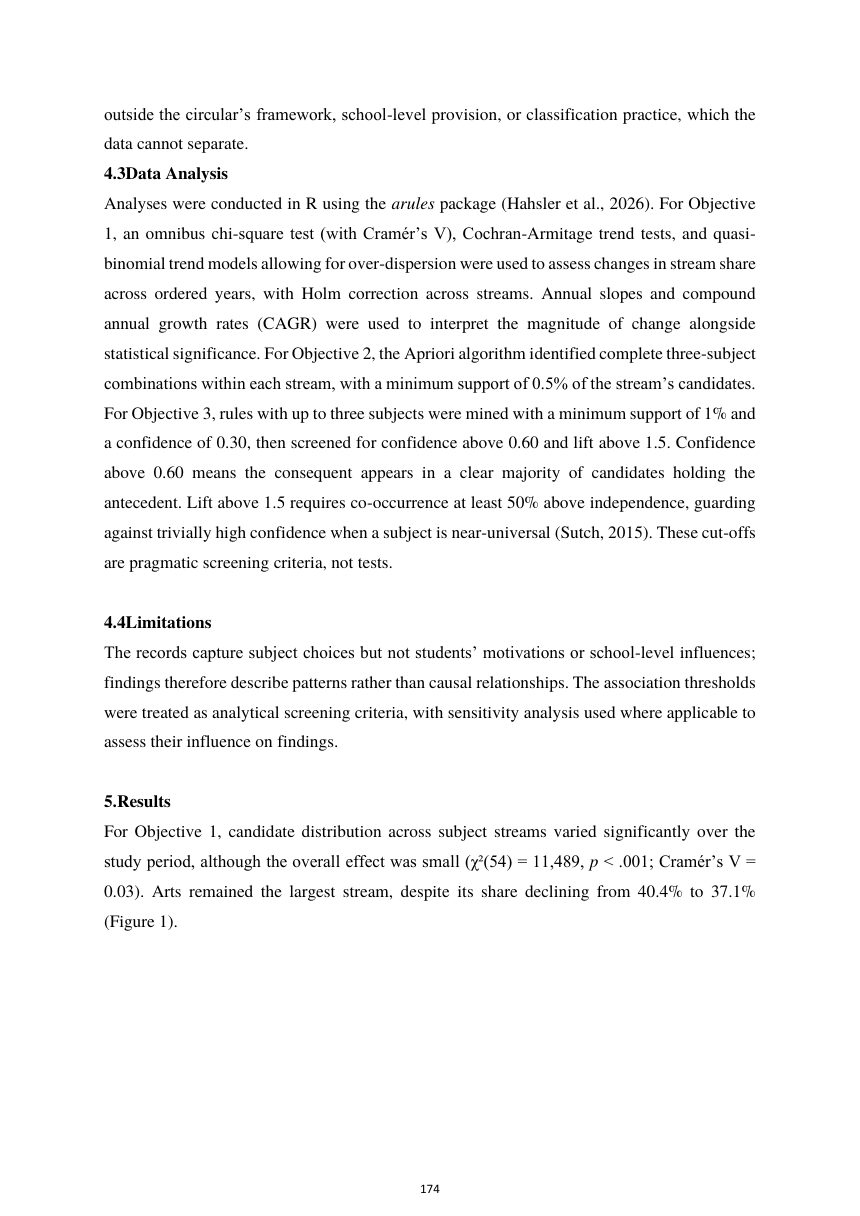 outside the circular’s framework, school-level provision, or classification practice, which the
data cannot separate.
4.3Data Analysis
Analyses were conducted in R using the arules package (Hahsler et al., 2026). For Objective
1, an omnibus chi-square test (with Cramér’s V), Cochran-Armitage trend tests, and quasi-
binomial trend models allowing for over-dispersion were used to assess changes in stream share
across ordered years, with Holm correction across streams. Annual slopes and compound
annual growth rates (CAGR) were used to interpret the magnitude of change alongside
statistical significance. For Objective 2, the Apriori algorithm identified complete three-subject
combinations within each stream, with a minimum support of 0.5% of the stream’s candidates.
For Objective 3, rules with up to three subjects were mined with a minimum support of 1% and
a confidence of 0.30, then screened for confidence above 0.60 and lift above 1.5. Confidence
above 0.60 means the consequent appears in a clear majority of candidates holding the
antecedent. Lift above 1.5 requires co-occurrence at least 50% above independence, guarding
against trivially high confidence when a subject is near-universal (Sutch, 2015). These cut-offs
are pragmatic screening criteria, not tests.
4.4Limitations
The records capture subject choices but not students’ motivations or school-level influences;
findings therefore describe patterns rather than causal relationships. The association thresholds
were treated as analytical screening criteria, with sensitivity analysis used where applicable to
assess their influence on findings.
5.Results
For Objective 1, candidate distribution across subject streams varied significantly over the
study period, although the overall effect was small (χ²(54) = 11,489, p < .001; Cramér’s V =
0.03). Arts remained the largest stream, despite its share declining from 40.4% to 37.1%
(Figure 1).
174